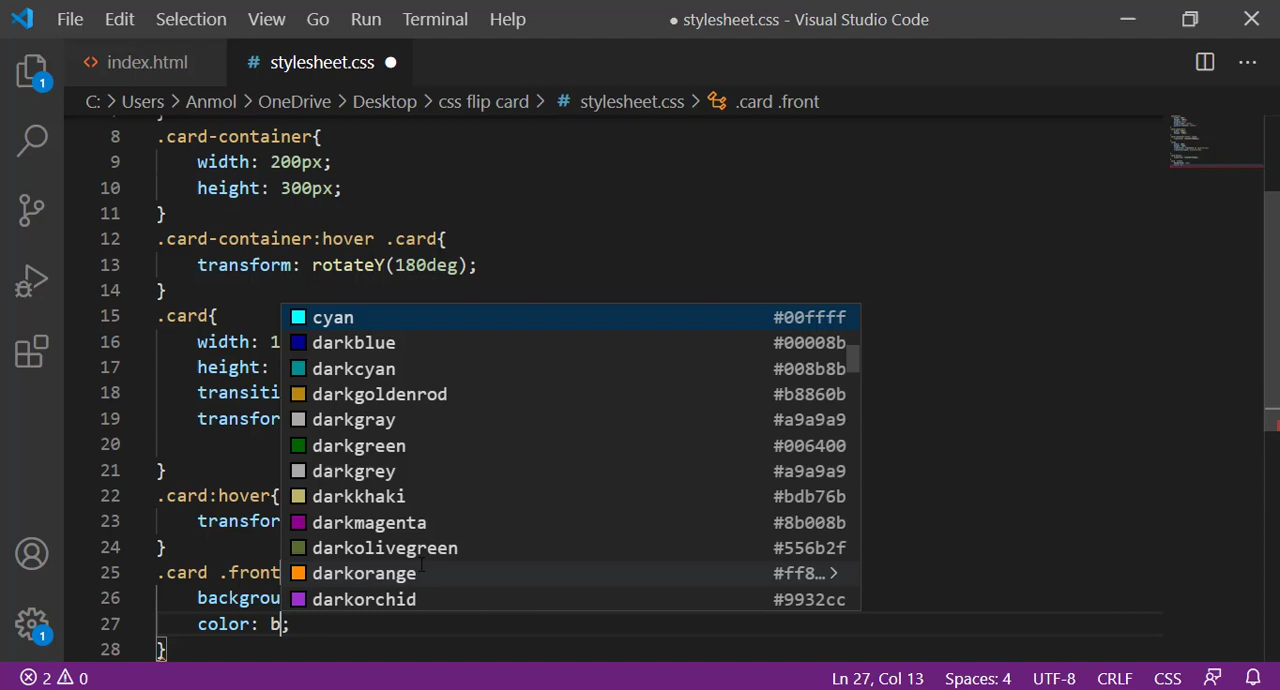 File Edit Selection View Go Run Terminal Help ● stylesheet.css - Visual Studio Code
<> index.html # stylesheet.css ●
C: > Users > Anmol > OneDrive > Desktop > css flip card > # stylesheet.css > .card .front
8 .card-container{
9 width: 200px;
10 height: 300px;
11 }
12 .card-container:hover .card{
13 transform: rotateY(180deg);
14 }
15 .card{
16 width: 1
17 height:
18 transiti
19 transfor
20
21 }
22 .card:hover{
23 transfor
24 }
25 .card .front
26 backgrou
27 color: b;
28 }
cyan #00ffff
darkblue #00008b
darkcyan #008b8b
darkgoldenrod #b8860b
darkgray #a9a9a9
darkgreen #006400
darkgrey #a9a9a9
darkkhaki #bdb76b
darkmagenta #8b008b
darkolivegreen #556b2f
darkorange #ff8… >
darkorchid #9932cc
1
1
2 0 Ln 27, Col 13 Spaces: 4 UTF-8 CRLF CSS